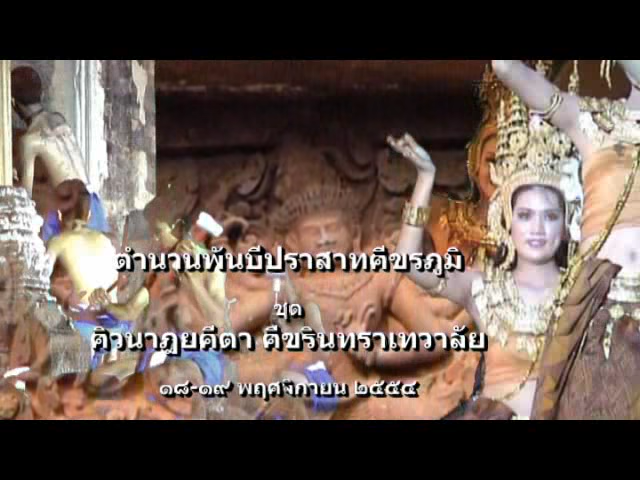 ตำนวนพันปีปราสาทศีขรภูมิ
ชุด
ศิวนาฏยคีตา ศีขรินทราเทวาลัย
๑๘-๑๙ พฤศจิกายน ๒๕๕๔